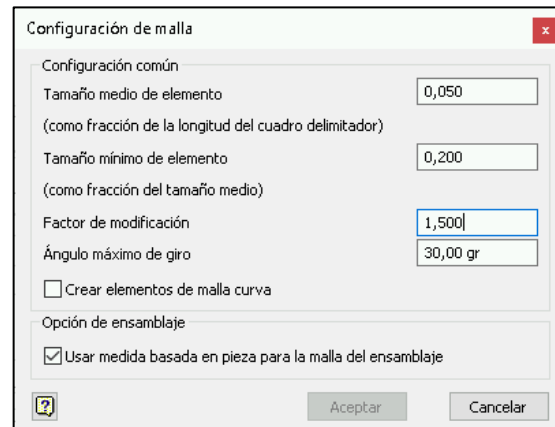 Configuración de malla
x
Configuración común
Tamaño medio de elemento 0,050
(como fracción de la longitud del cuadro delimitador)
Tamaño mínimo de elemento 0,200
(como fracción del tamaño medio)
Factor de modificación 1,500
Ángulo máximo de giro 30,00 gr
Crear elementos de malla curva
Opción de ensamblaje
Usar medida basada en pieza para la malla del ensamblaje
? Aceptar Cancelar